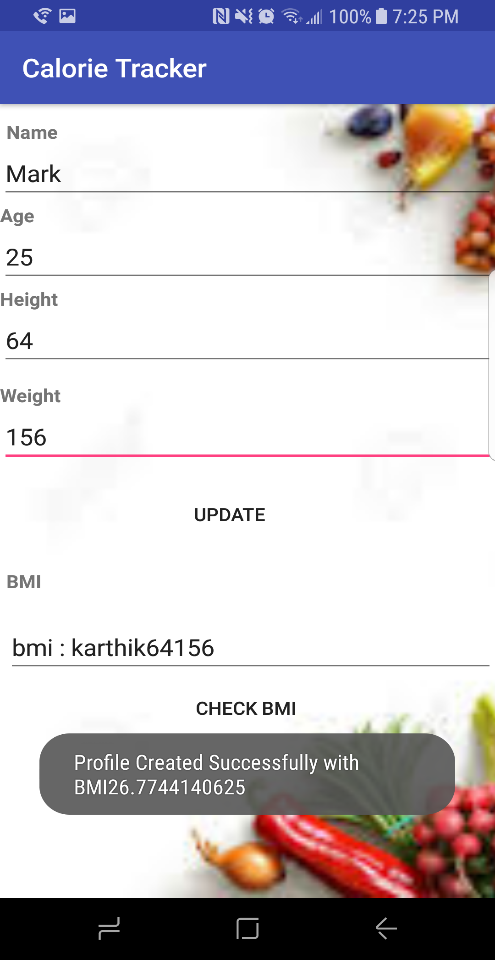 100% 7:25 PM
Calorie Tracker
Name
Mark
Age
25
Height
64
Weight
156
UPDATE
BMI
bmi : karthik64156
CHECK BMI
Profile Created Successfully with
BMI26.7744140625